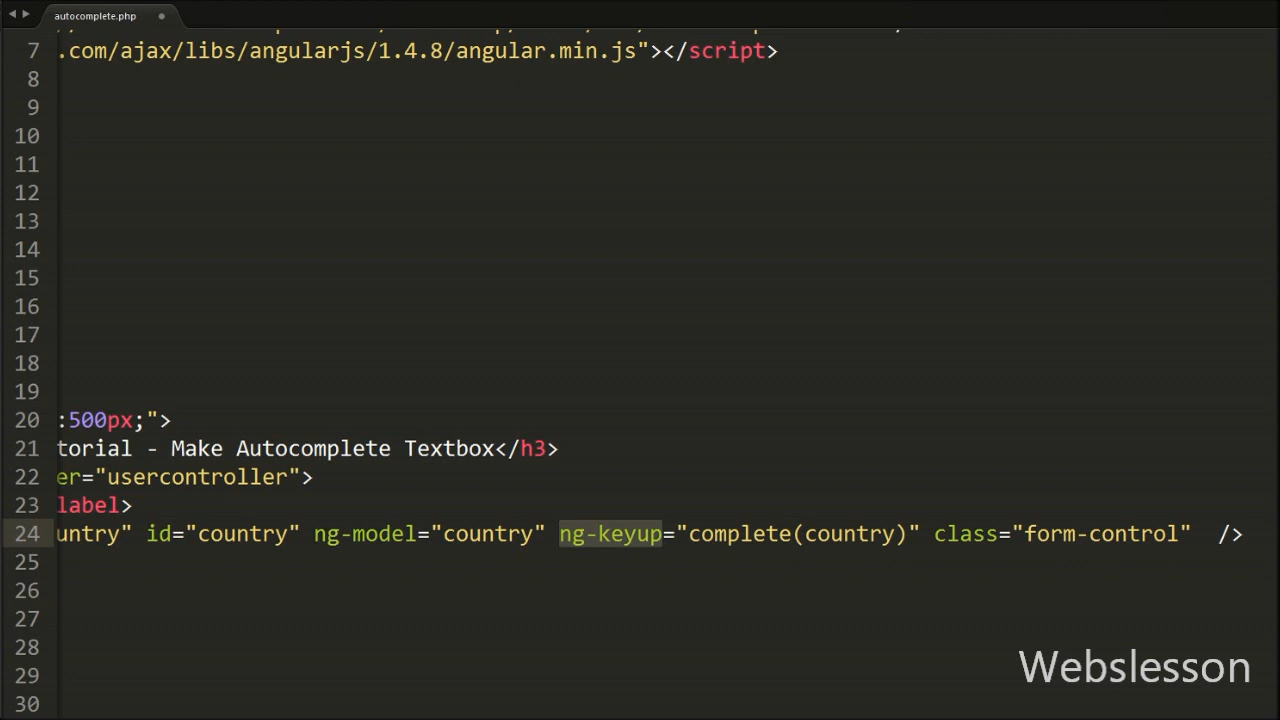 autocomplete.php
7 .com/ajax/libs/angularjs/1.4.8/angular.min.js"></script>
8
9
10
11
12
13
14
15
16
17
18
19
20 :500px;">
21 torial - Make Autocomplete Textbox</h3>
22 er="usercontroller">
23 label>
24 untry" id="country" ng-model="country" ng-keyup="complete(country)" class="form-control"  />
25
26
27
28
29
30
Webslesson